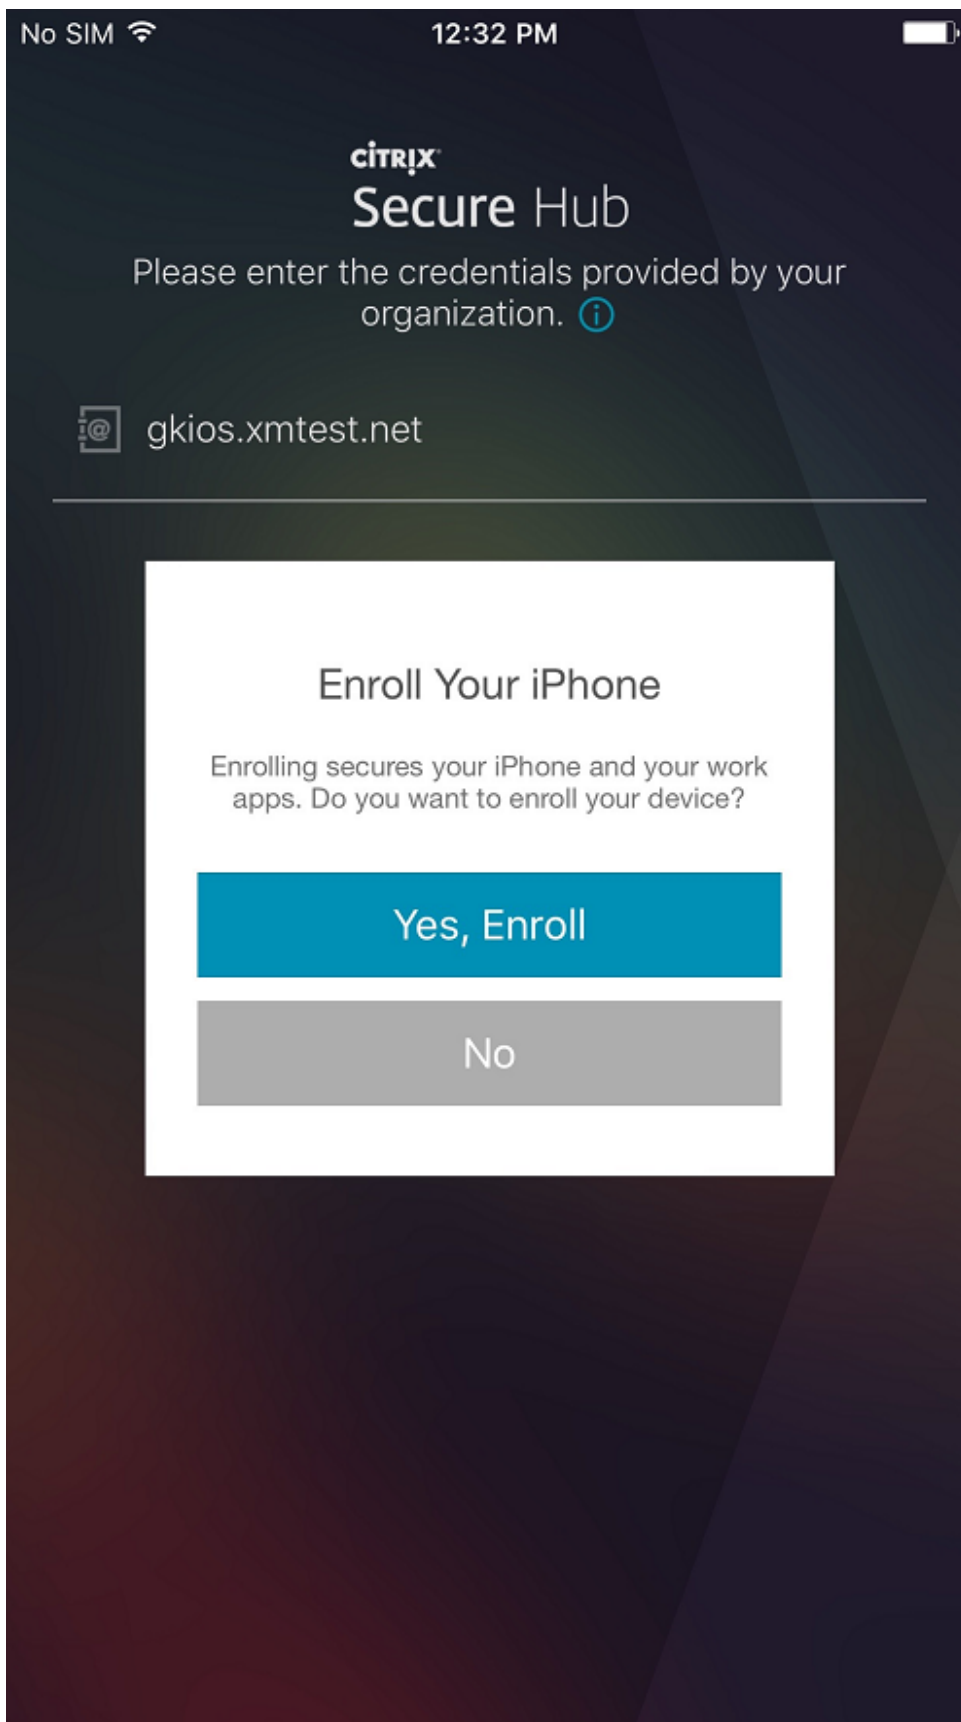 No SIM 12:32 PM
CİTRIX
Secure Hub
Please enter the credentials provided by your
organization.
gkios.xmtest.net
Enroll Your iPhone
Enrolling secures your iPhone and your work
apps. Do you want to enroll your device?
Yes, Enroll
No